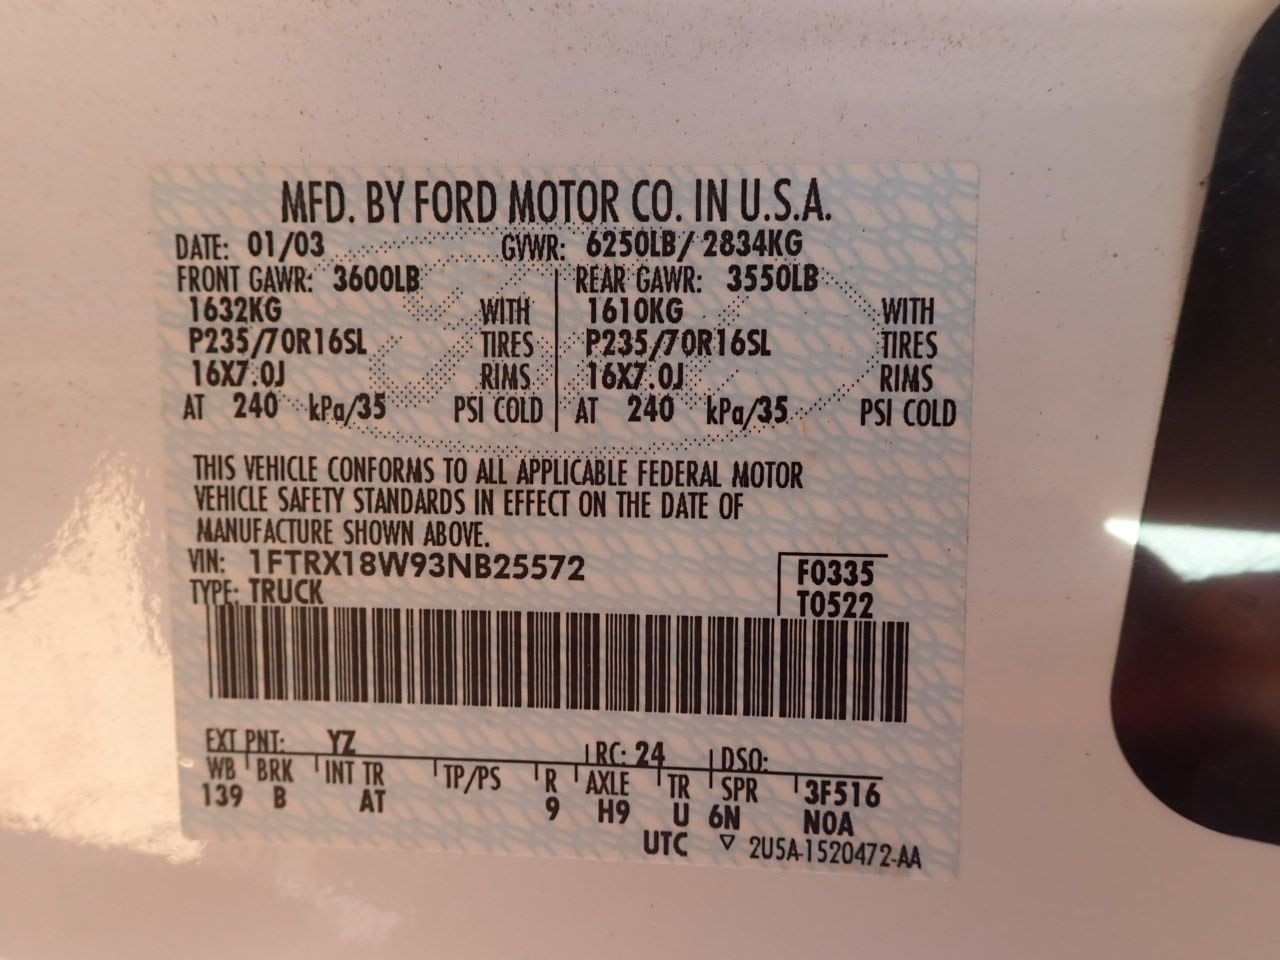 MFD. BY FORD MOTOR CO. IN U.S.A.
DATE: 01/03 GVWR: 6250LB/ 2834KG
FRONT GAWR: 3600LB REAR GAWR: 3550LB
1632KG WITH 1610KG WITH
P235/70R16SL TIRES P235/70R16SL TIRES
16X7.0J RIMS 16X7.0J RIMS
AT 240 kPa/35 PSI COLD AT 240 kPa/35 PSI COLD
THIS VEHICLE CONFORMS TO ALL APPLICABLE FEDERAL MOTOR
VEHICLE SAFETY STANDARDS IN EFFECT ON THE DATE OF
MANUFACTURE SHOWN ABOVE.
VIN: 1FTRX18W93NB25572 F0335
TYPE: TRUCK T0522
EXT PNT: YZ RC: 24 DSO:
WB BRK INT TR TP/PS R AXLE TR SPR 3F516
139 B AT 9 H9 U 6N N0A
UTC ▽ 2U5A-1520472-AA